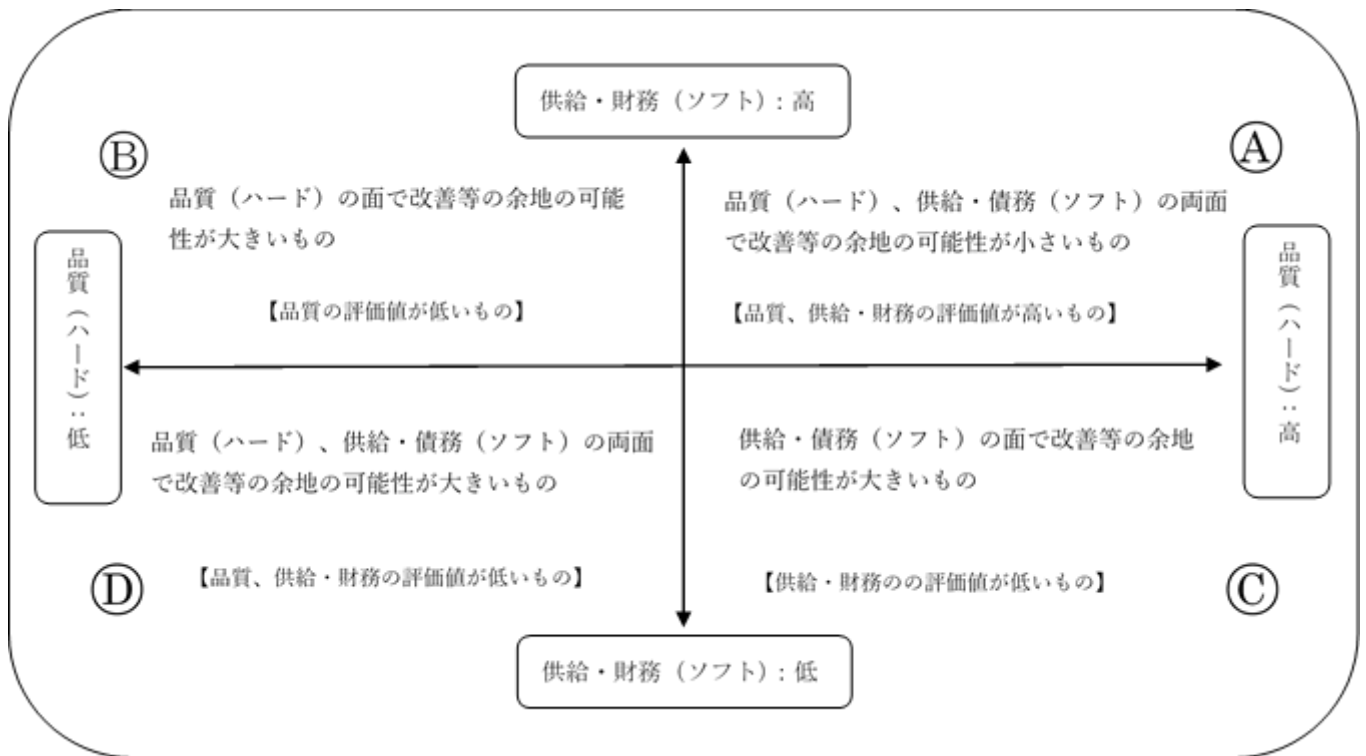 供給・財務（ソフト）: 高
Ⓑ
Ⓐ
品質（ハード）の面で改善等の余地の可能
性が大きいもの
【品質の評価値が低いもの】
品質（ハード）、供給・債務（ソフト）の両面
で改善等の余地の可能性が小さいもの
【品質、供給・財務の評価値が高いもの】
品質（ハード）: 低
品質（ハード）: 高
品質（ハード）、供給・債務（ソフト）の両面
で改善等の余地の可能性が大きいもの
【品質、供給・財務の評価値が低いもの】
供給・債務（ソフト）の面で改善等の余地
の可能性が大きいもの
【供給・財務のの評価値が低いもの】
Ⓓ
Ⓒ
供給・財務（ソフト）: 低